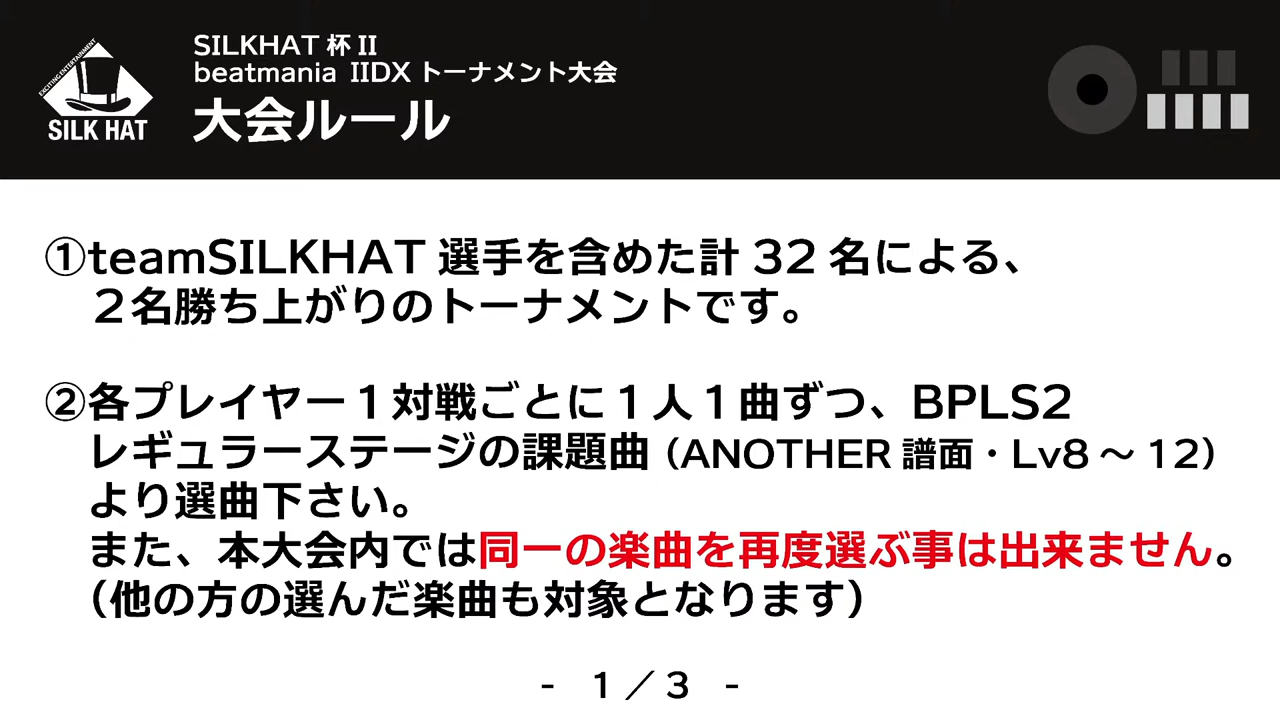 EXCITING ENTERTAINMENT
SILK HAT
SILKHAT 杯 II
beatmania IIDX トーナメント大会
大会ルール
①teamSILKHAT 選手を含めた計 32 名による、
２名勝ち上がりのトーナメントです。
②各プレイヤー１対戦ごとに１人１曲ずつ、BPLS2
レギュラーステージの課題曲（ANOTHER 譜面・Lv8 ～ 12）
より選曲下さい。
また、本大会内では同一の楽曲を再度選ぶ事は出来ません。
（他の方の選んだ楽曲も対象となります）
- 1 ／ 3 -